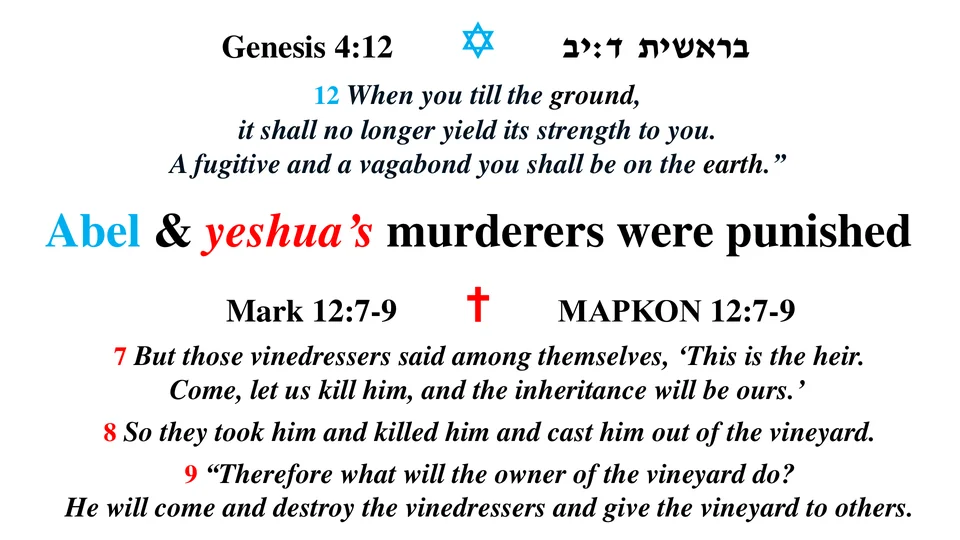 Genesis 4:12 ✡ בראשית ד:יב
12 When you till the ground,
it shall no longer yield its strength to you.
A fugitive and a vagabond you shall be on the earth.”
Abel & yeshua’s murderers were punished
Mark 12:7-9 ✝ ΜΑΡΚΟΝ 12:7-9
7 But those vinedressers said among themselves, ‘This is the heir.
Come, let us kill him, and the inheritance will be ours.’
8 So they took him and killed him and cast him out of the vineyard.
9 “Therefore what will the owner of the vineyard do?
He will come and destroy the vinedressers and give the vineyard to others.